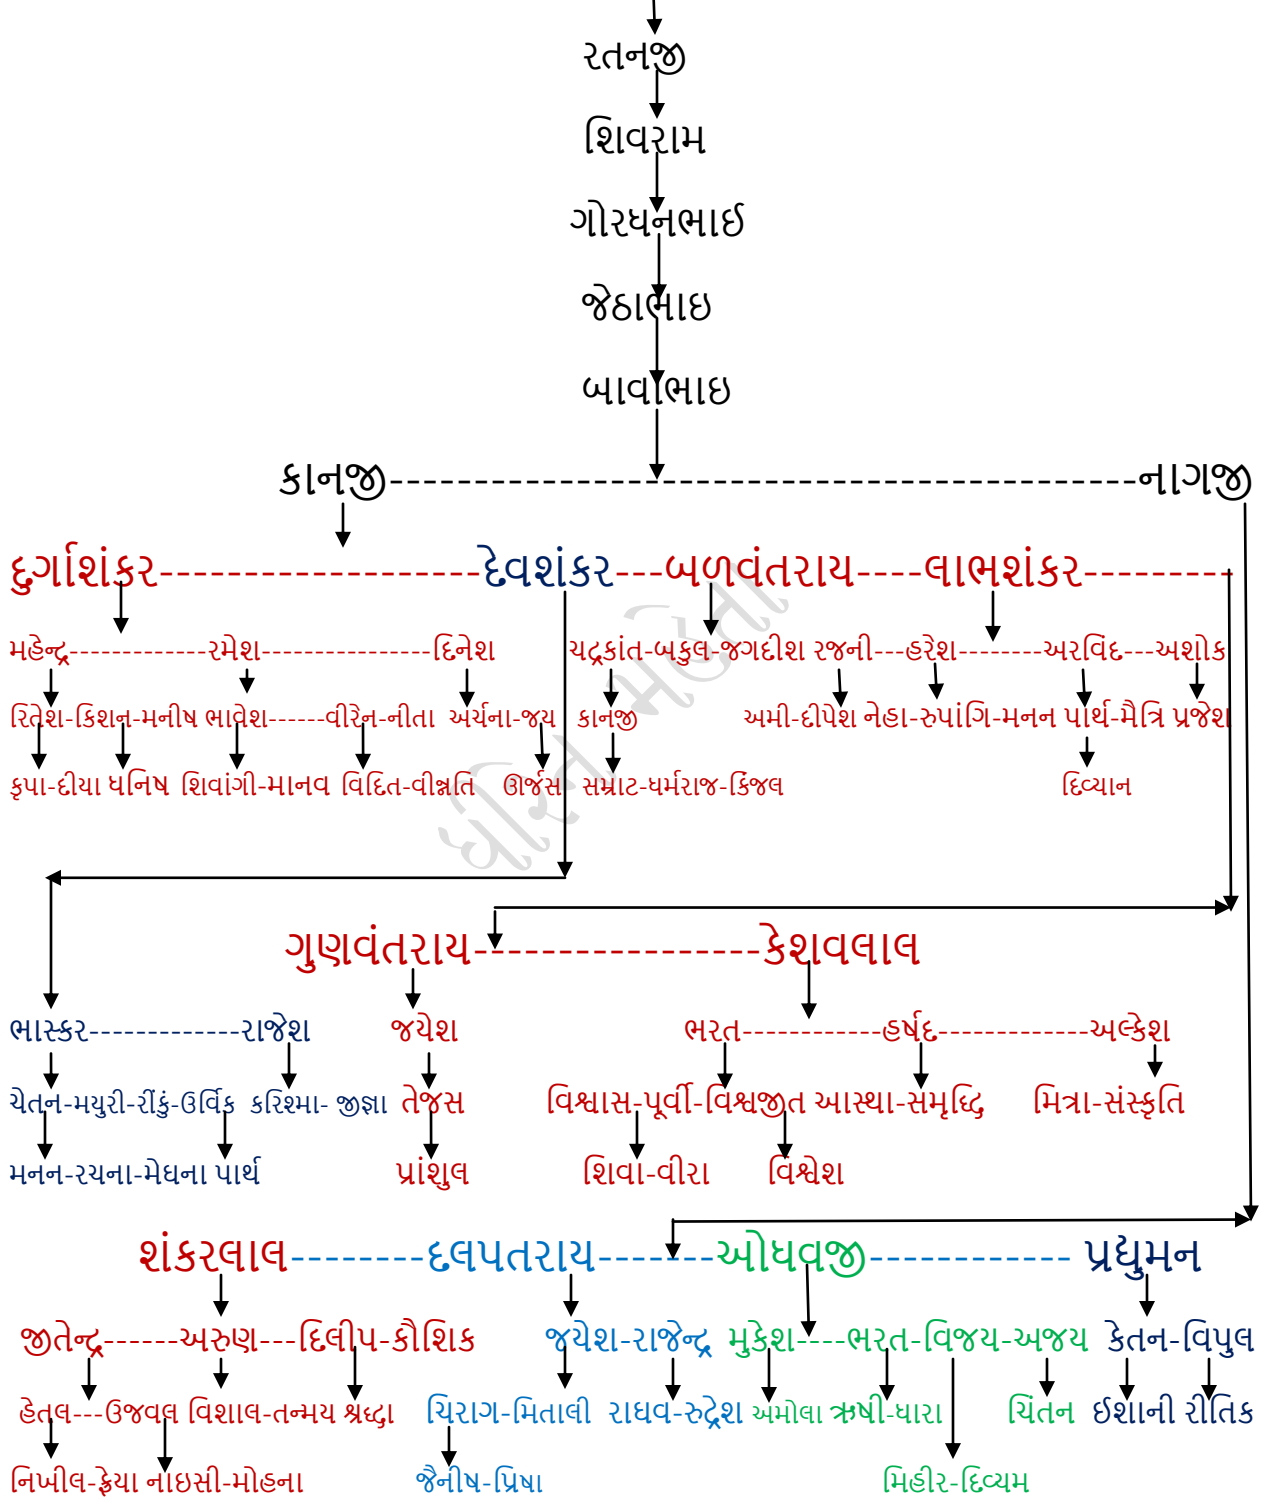 રતનજી
શિવરામ
ગોરધનભાઈ
જેઠાભાઇ
બાવાભાઇ
કાનજી-------------------------------------------નાગજી
દુર્ગાશંકર-------------------દેવશંકર---બળવંતરાય----લાભશંકર---------
મહેન્દ્ર-------------રમેશ----------------દિનેશ ચદ્રકાંત-બકુલ-જગદીશ રજની---હરેશ--------અરવિંદ---અશોક
રિતેશ-કિશન-મનીષ ભાવેશ------વીરેન-નીતા અર્ચના-જય કાનજી અમી-દીપેશ નેહા-રુપાંગિ-મનન પાર્થ-મૈત્રિ પ્રજેશ
કૃપા-દીયા ધનિષ શિવાંગી-માનવ વિદિત-વીન્નતિ ઊર્જસ સમ્રાટ-ધર્મરાજ-કિંજલ દિવ્યાન
ધીરેન મહેતા
ગુણવંતરાય-----------------કેશવલાલ
ભાસ્કર-------------રાજેશ જયેશ ભરત------------હર્ષદ-------------અલ્કેશ
ચેતન-મયુરી-રીંકું-ઉર્વિક કરિશ્મા- જીજ્ઞા તેજસ વિશ્વાસ-પૂર્વી-વિશ્વજીત આસ્થા-સમૃધ્ધિ મિત્રા-સંસ્કૃતિ
મનન-રચના-મેઘના પાર્થ પ્રાંશુલ શિવા-વીરા વિશ્વેશ
શંકરલાલ--------દલપતરાય-------ઓધવજી------------ પ્રદ્યુમન
જીતેન્દ્ર------અરુણ---દિલીપ-કૌશિક જયેશ-રાજેન્દ્ર મુકેશ----ભરત-વિજય-અજય કેતન-વિપુલ
હેતલ---ઉજવલ વિશાલ-તન્મય શ્રધ્ધા ચિરાગ-મિતાલી રાઘવ-રુદ્રેશ અમોલા ઋષી-ધારા ચિંતન ઈશાની રીતિક
નિખીલ-ફ્રેયા નાઇસી-મોહના જૈનીષ-પ્રિષા મિહીર-દિવ્યમ